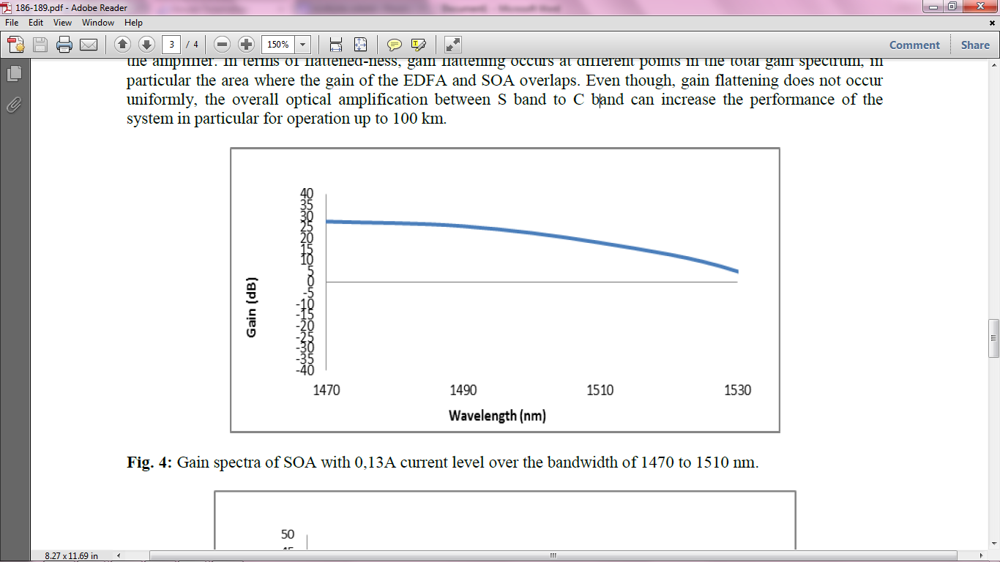 186-189.pdf - Adobe Reader
File Edit View Window Help
3 / 4 150% Comment Share
the amplifier. In terms of flattened-ness, gain flattening occurs at different points in the total gain spectrum, in
particular the area where the gain of the EDFA and SOA overlaps. Even though, gain flattening does not occur
uniformly, the overall optical amplification between S band to C band can increase the performance of the
system in particular for operation up to 100 km.
40
35
30
25
20
15
10
5
0
-5
-10
-15
-20
-25
-30
-35
-40
Gain (dB)
1470 1490 1510 1530
Wavelength (nm)
Fig. 4: Gain spectra of SOA with 0,13A current level over the bandwidth of 1470 to 1510 nm.
50
45
8.27 x 11.69 in